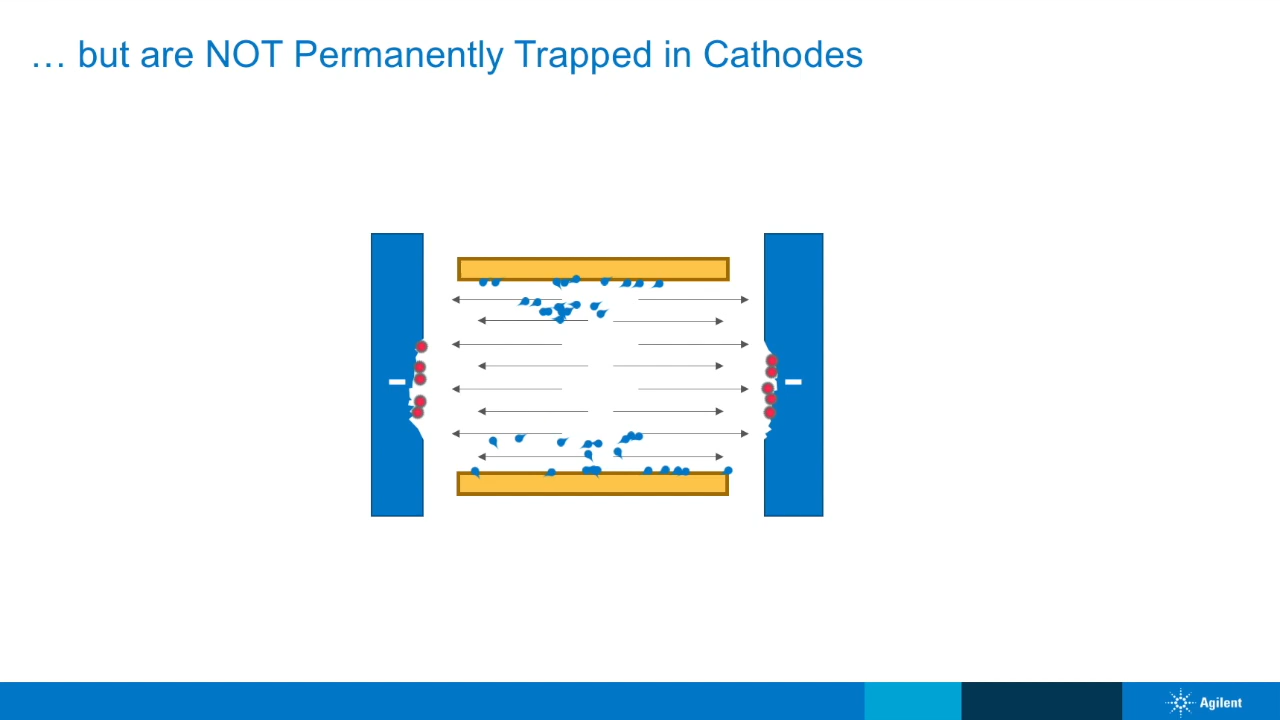 … but are NOT Permanently Trapped in Cathodes
Agilent